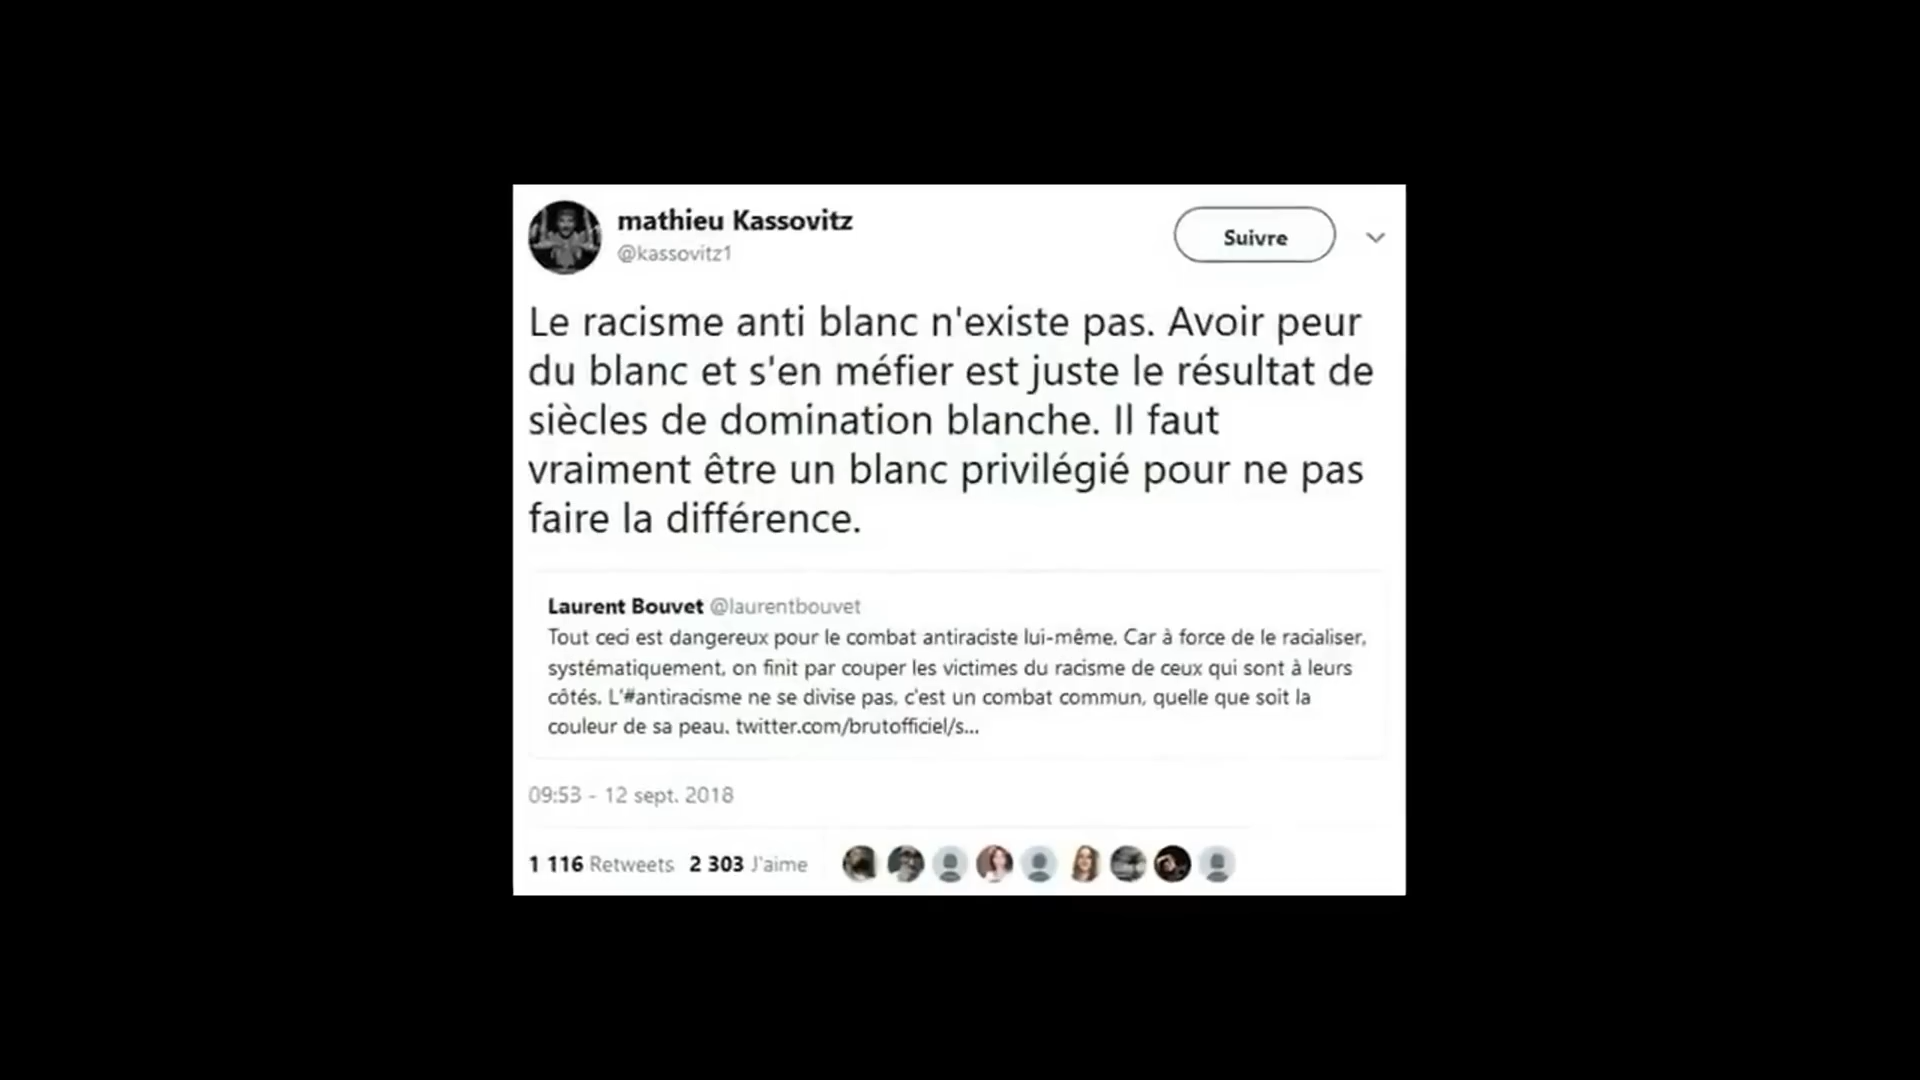 mathieu Kassovitz
@kassovitz1
Suivre
Le racisme anti blanc n'existe pas. Avoir peur
du blanc et s'en méfier est juste le résultat de
siècles de domination blanche. Il faut
vraiment être un blanc privilégié pour ne pas
faire la différence.
Laurent Bouvet @laurentbouvet
Tout ceci est dangereux pour le combat antiraciste lui-même. Car à force de le racialiser,
systématiquement, on finit par couper les victimes du racisme de ceux qui sont à leurs
côtés. L'#antiracisme ne se divise pas, c'est un combat commun, quelle que soit la
couleur de sa peau. twitter.com/brutofficiel/s...
09:53 - 12 sept. 2018
1 116 Retweets 2 303 J'aime